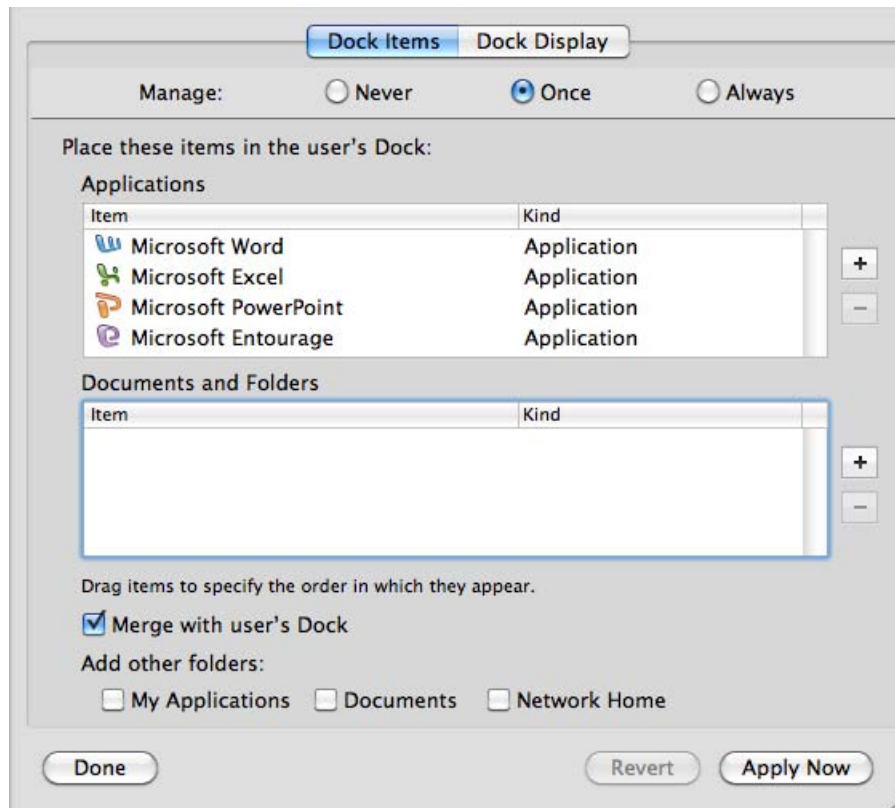 Dock Items Dock Display
Manage: Never Once Always
Place these items in the user's Dock:
Applications
Item Kind
Microsoft Word Application
Microsoft Excel Application
Microsoft PowerPoint Application
Microsoft Entourage Application
Documents and Folders
Item Kind
Drag items to specify the order in which they appear.
Merge with user's Dock
Add other folders:
My Applications Documents Network Home
Done Revert Apply Now